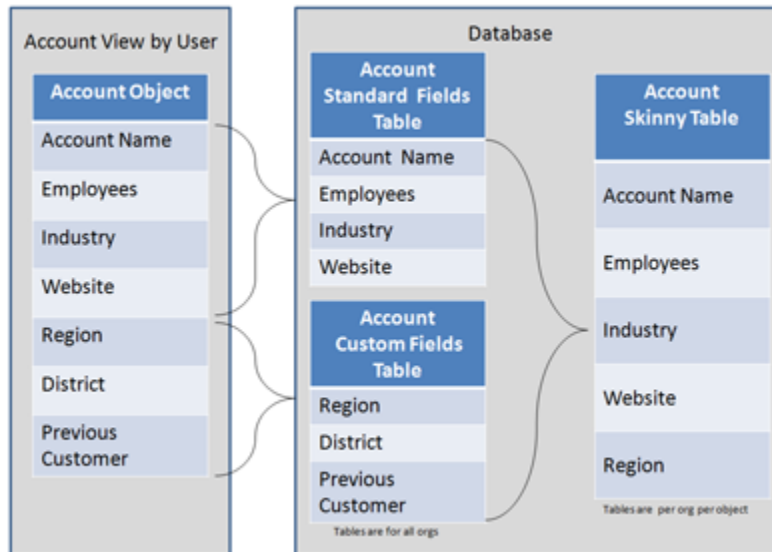 Account View by User
Account Object
Account Name
Employees
Industry
Website
Region
District
Previous
Customer
Database
Account
Standard Fields
Table
Account Name
Employees
Industry
Website
Account
Custom Fields
Table
Region
District
Previous
Customer
Tables are for all orgs
Account
Skinny Table
Account Name
Employees
Industry
Website
Region
Tables are per org per object